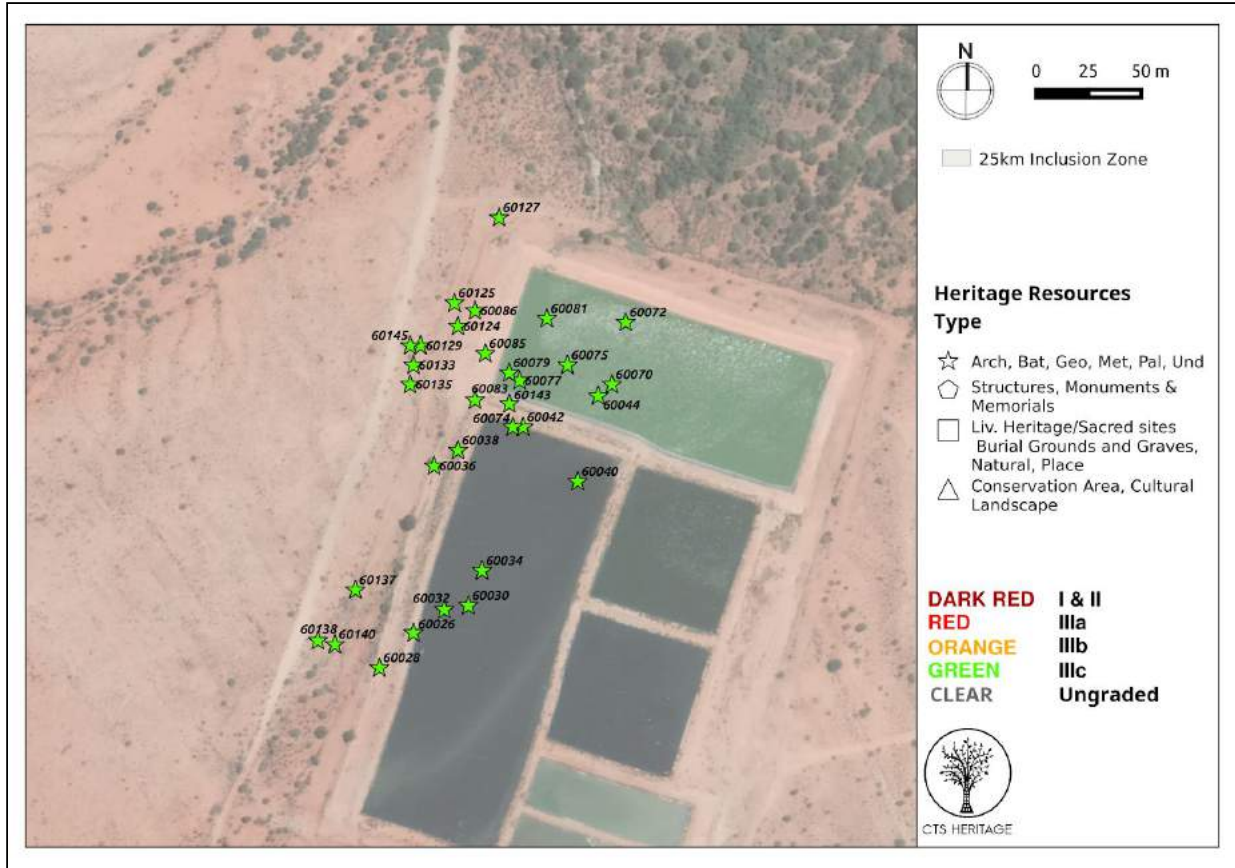 N
0 25 50 m
25km Inclusion Zone
Heritage Resources
Type
Arch, Bat, Geo, Met, Pal, Und
Structures, Monuments &
Memorials
Liv. Heritage/Sacred sites
Burial Grounds and Graves,
Natural, Place
Conservation Area, Cultural
Landscape
DARK RED I & II
RED IIIa
ORANGE IIIb
GREEN IIIc
CLEAR Ungraded
CTS HERITAGE
60127
60125
60086
60081
60072
60124
60145
60129
60085
60133
60079
60075
60135
60077
60070
60083
60143
60044
60074
60042
60038
60036
60040
60034
60137
60032
60030
60026
60138
60140
60028